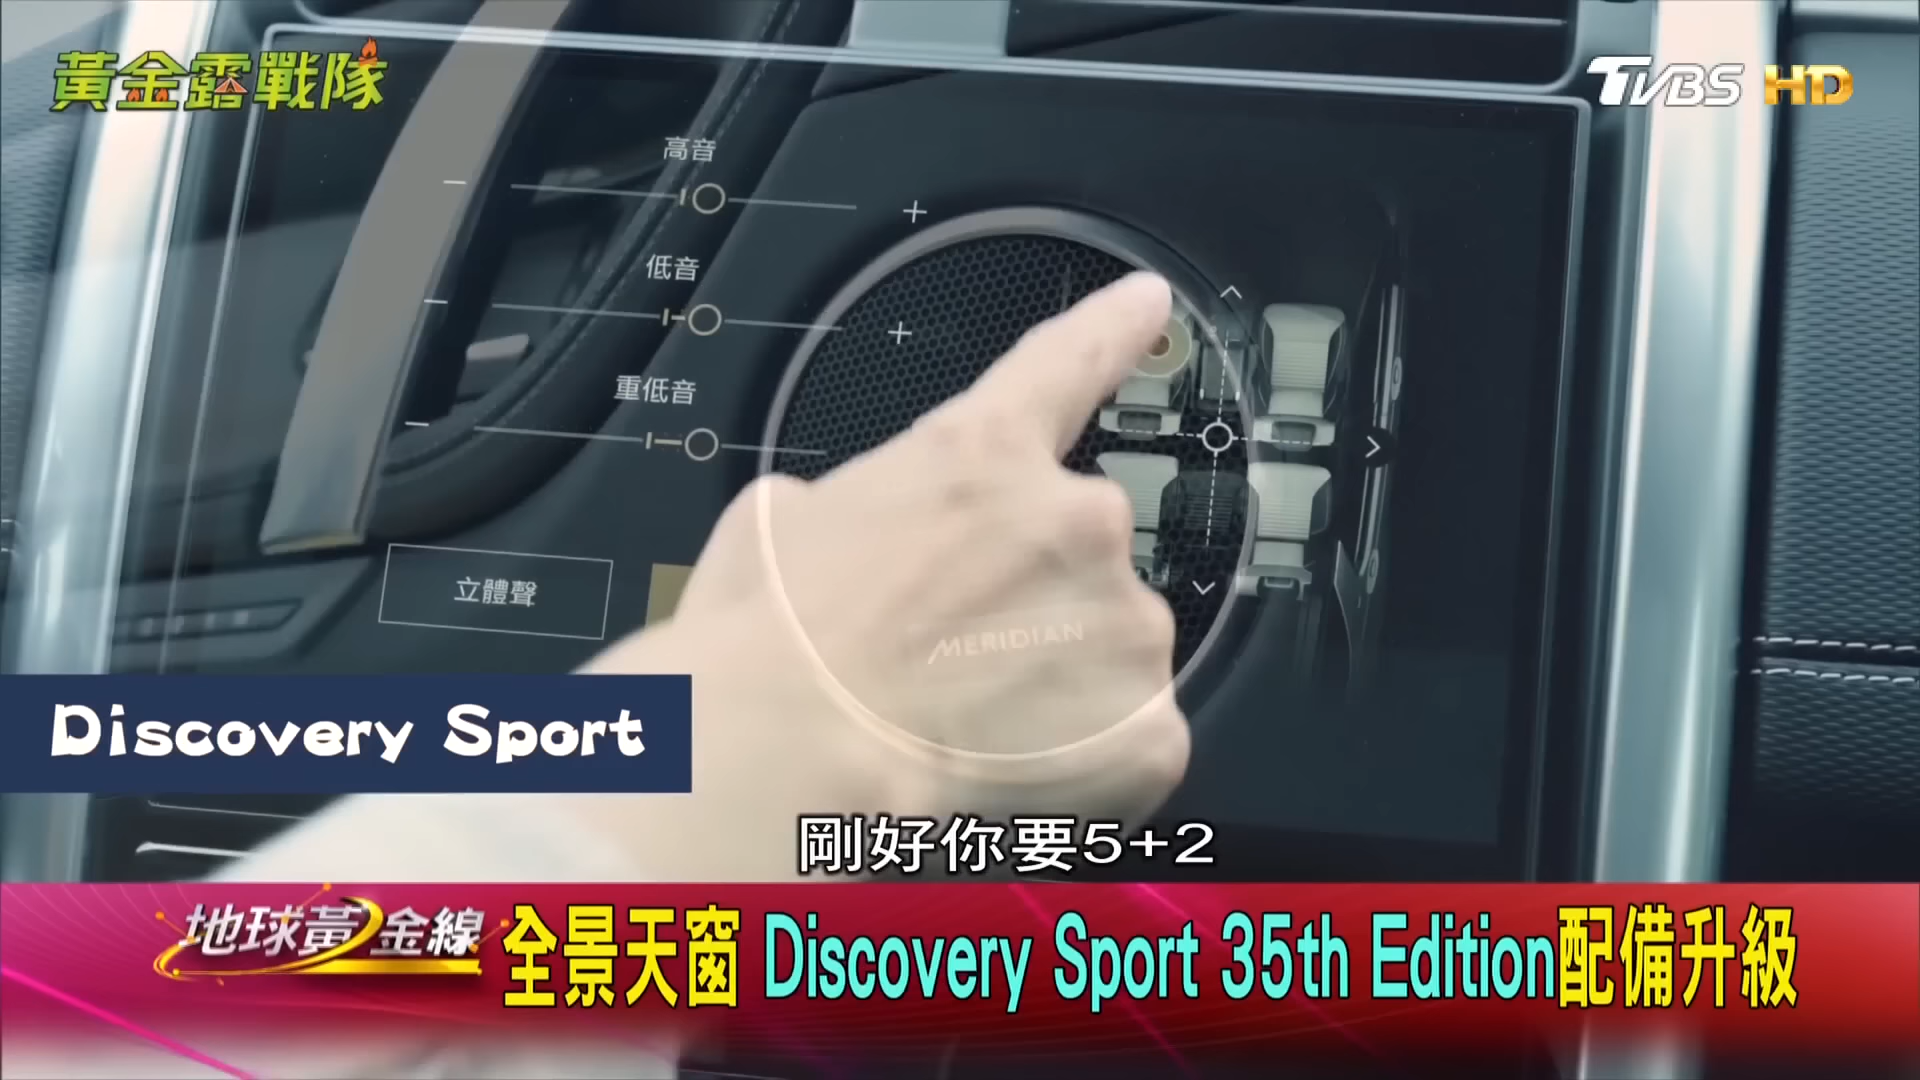 黃金露戰隊
TVBS HD
高音
低音
重低音
立體聲
MERIDIAN
Discovery Sport
剛好你要5+2
地球黃金線
全景天窗 Discovery Sport 35th Edition配備升級